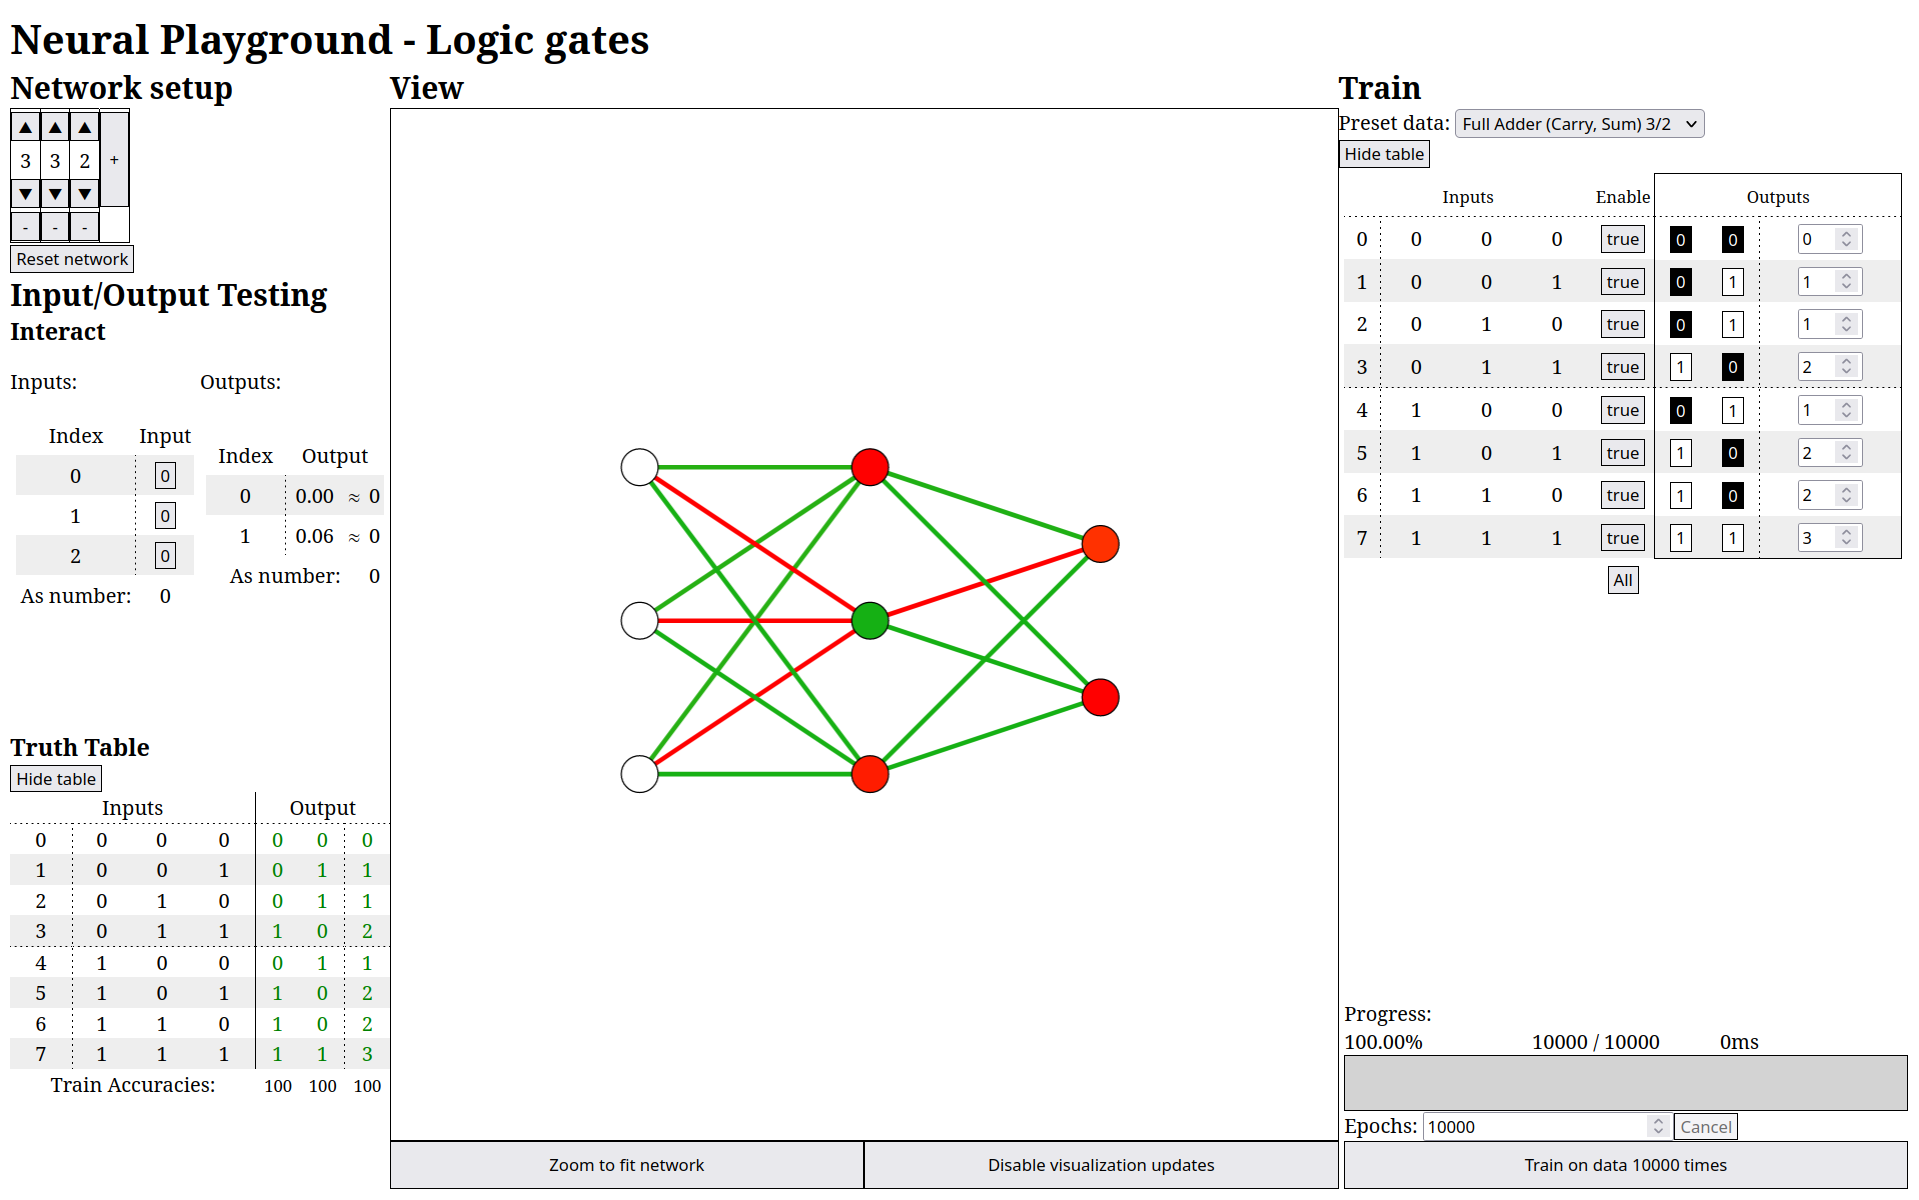 Neural Playground - Logic gates
Network setup
▲ ▲ ▲
3 3 2 +
▼ ▼ ▼
- - -
Reset network
Input/Output Testing
Interact
Inputs:
Index Input
0 0
1 0
2 0
As number: 0
Outputs:
Index Output
0 0.00 ≈ 0
1 0.06 ≈ 0
As number: 0
Truth Table
Hide table
Inputs Output
0 0 0 0 0 0 0
1 0 0 1 0 1 1
2 0 1 0 0 1 1
3 0 1 1 1 0 2
4 1 0 0 0 1 1
5 1 0 1 1 0 2
6 1 1 0 1 0 2
7 1 1 1 1 1 3
Train Accuracies: 100 100 100
View
Zoom to fit network
Disable visualization updates
Train
Preset data: Full Adder (Carry, Sum) 3/2
Hide table
Inputs Enable Outputs
0 0 0 0 true 0 0 0
1 0 0 1 true 0 1 1
2 0 1 0 true 0 1 1
3 0 1 1 true 1 0 2
4 1 0 0 true 0 1 1
5 1 0 1 true 1 0 2
6 1 1 0 true 1 0 2
7 1 1 1 true 1 1 3
All
Progress:
100.00% 10000 / 10000 0ms
Epochs: 10000 Cancel
Train on data 10000 times